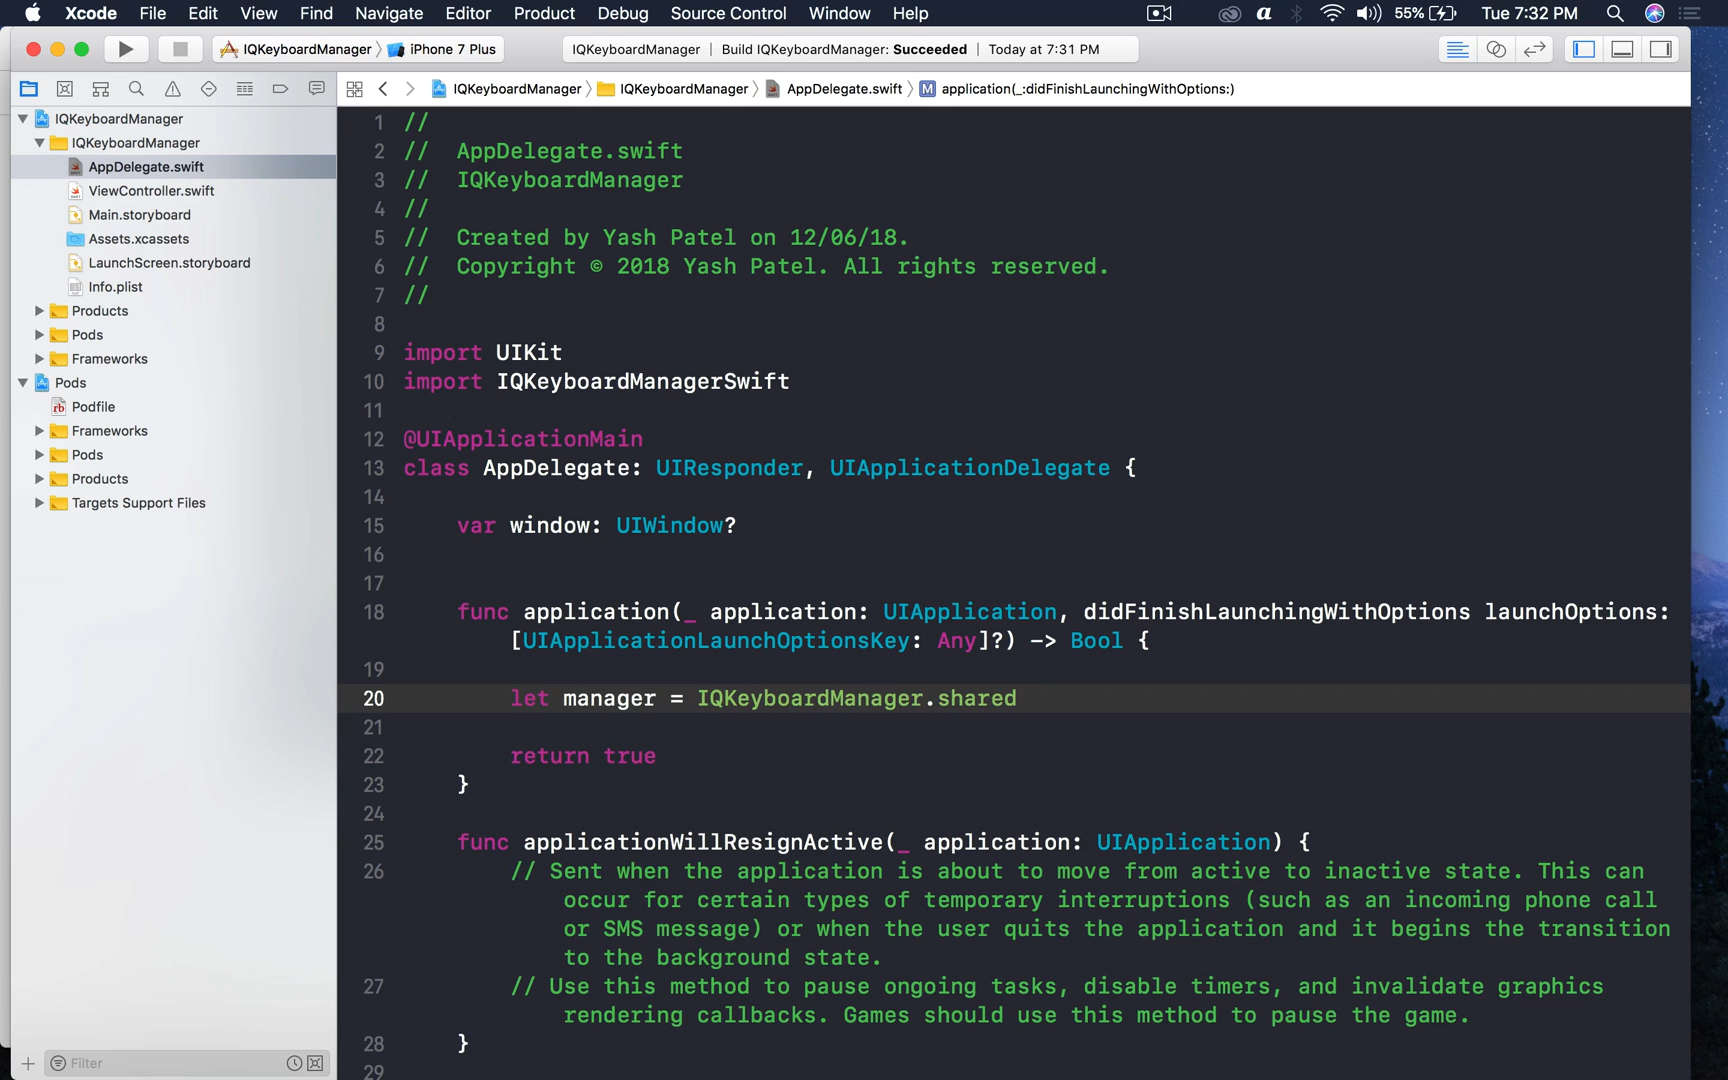 Xcode File Edit View Find Navigate Editor Product Debug Source Control Window Help 55% Tue 7:32 PM
IQKeyboardManager iPhone 7 Plus IQKeyboardManager | Build IQKeyboardManager: Succeeded | Today at 7:31 PM
IQKeyboardManager IQKeyboardManager AppDelegate.swift M application(_:didFinishLaunchingWithOptions:)
IQKeyboardManager
IQKeyboardManager
AppDelegate.swift
ViewController.swift
Main.storyboard
Assets.xcassets
LaunchScreen.storyboard
Info.plist
Products
Pods
Frameworks
Pods
rb Podfile
Frameworks
Pods
Products
Targets Support Files
Filter
1 //
2 // AppDelegate.swift
3 // IQKeyboardManager
4 //
5 // Created by Yash Patel on 12/06/18.
6 // Copyright © 2018 Yash Patel. All rights reserved.
7 //
8
9 import UIKit
10 import IQKeyboardManagerSwift
11
12 @UIApplicationMain
13 class AppDelegate: UIResponder, UIApplicationDelegate {
14
15 var window: UIWindow?
16
17
18 func application(_ application: UIApplication, didFinishLaunchingWithOptions launchOptions:
[UIApplicationLaunchOptionsKey: Any]?) -> Bool {
19
20 let manager = IQKeyboardManager.shared
21
22 return true
23 }
24
25 func applicationWillResignActive(_ application: UIApplication) {
26 // Sent when the application is about to move from active to inactive state. This can
occur for certain types of temporary interruptions (such as an incoming phone call
or SMS message) or when the user quits the application and it begins the transition
to the background state.
27 // Use this method to pause ongoing tasks, disable timers, and invalidate graphics
rendering callbacks. Games should use this method to pause the game.
28 }
29